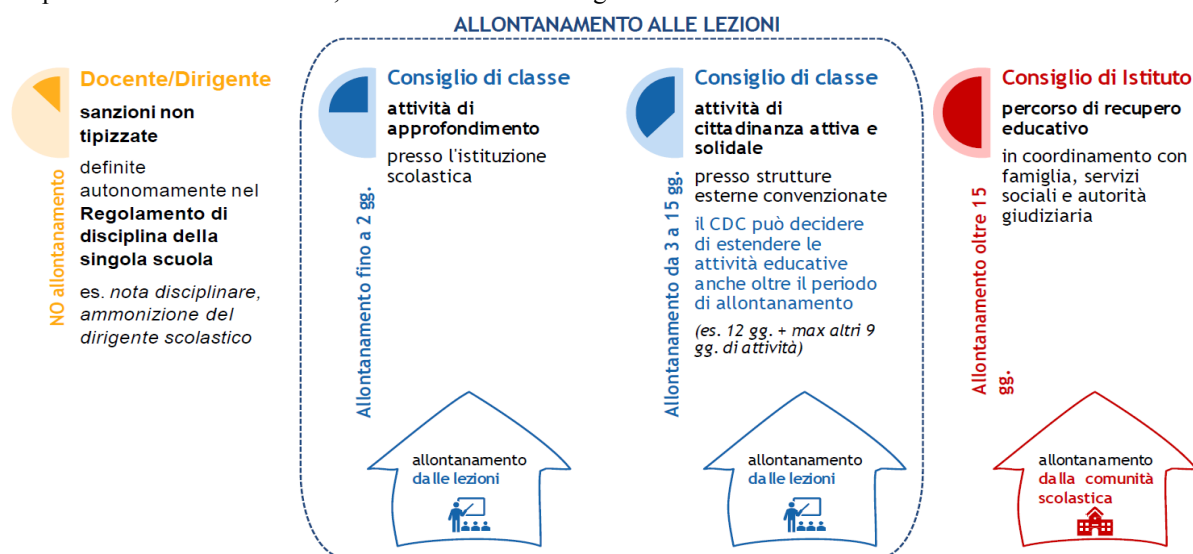 ALLONTANAMENTO ALLE LEZIONI
Docente/Dirigente
sanzioni non
tipizzate
definite
autonomamente nel
Regolamento di
disciplina della
singola scuola
es. nota disciplinare,
ammonizione del
dirigente scolastico
NO allontanamento
Consiglio di classe
attività di
approfondimento
presso l'istituzione
scolastica
Allontanamento fino a 2 gg.
allontanamento
dalle lezioni
Consiglio di classe
attività di
cittadinanza attiva e
solidale
presso strutture
esterne convenzionate
il CDC può decidere
di estendere le
attività educative
anche oltre il periodo
di allontanamento
(es. 12 gg. + max altri 9
gg. di attività)
Allontanamento da 3 a 15 gg.
allontanamento
dalle lezioni
Consiglio di Istituto
percorso di recupero
educativo
in coordinamento con
famiglia, servizi
sociali e autorità
giudiziaria
Allontanamento oltre 15
gg.
allontanamento
dalla comunità
scolastica